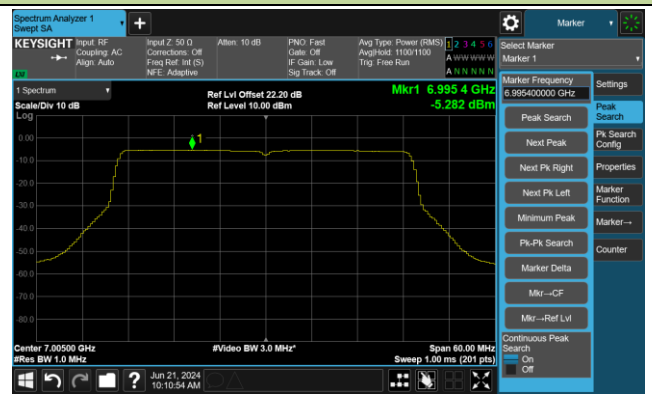 Spectrum Analyzer 1
Swept SA
Marker
KEYSIGHT
Input: RF
Coupling: AC
Align: Auto
Input Z: 50 Ω
Corrections: Off
Freq Ref: Int (S)
NFE: Adaptive
Atten: 10 dB
PNO: Fast
Gate: Off
IF Gain: Low
Sig Track: Off
Avg Type: Power (RMS)
Avg|Hold: 1100/1100
Trig: Free Run
1 2 3 4 5 6
A W W W W W
A N N N N N
LXI
Select Marker
Marker 1
1 Spectrum
Scale/Div 10 dB
Log
Ref Lvl Offset 22.20 dB
Ref Level 10.00 dBm
Mkr1 6.995 4 GHz
-5.282 dBm
1
0.00
-10.0
-20.0
-30.0
-40.0
-50.0
-60.0
-70.0
-80.0
Center 7.00500 GHz
#Res BW 1.0 MHz
#Video BW 3.0 MHz*
Span 60.00 MHz
Sweep 1.00 ms (201 pts)
Marker Frequency
6.995400000 GHz
Peak Search
Next Peak
Next Pk Right
Next Pk Left
Minimum Peak
Pk-Pk Search
Marker Delta
Mkr→CF
Mkr→Ref Lvl
Continuous Peak
Search
On
Off
Settings
Peak
Search
Pk Search
Config
Properties
Marker
Function
Marker→
Counter
?
Jun 21, 2024
10:10:54 AM